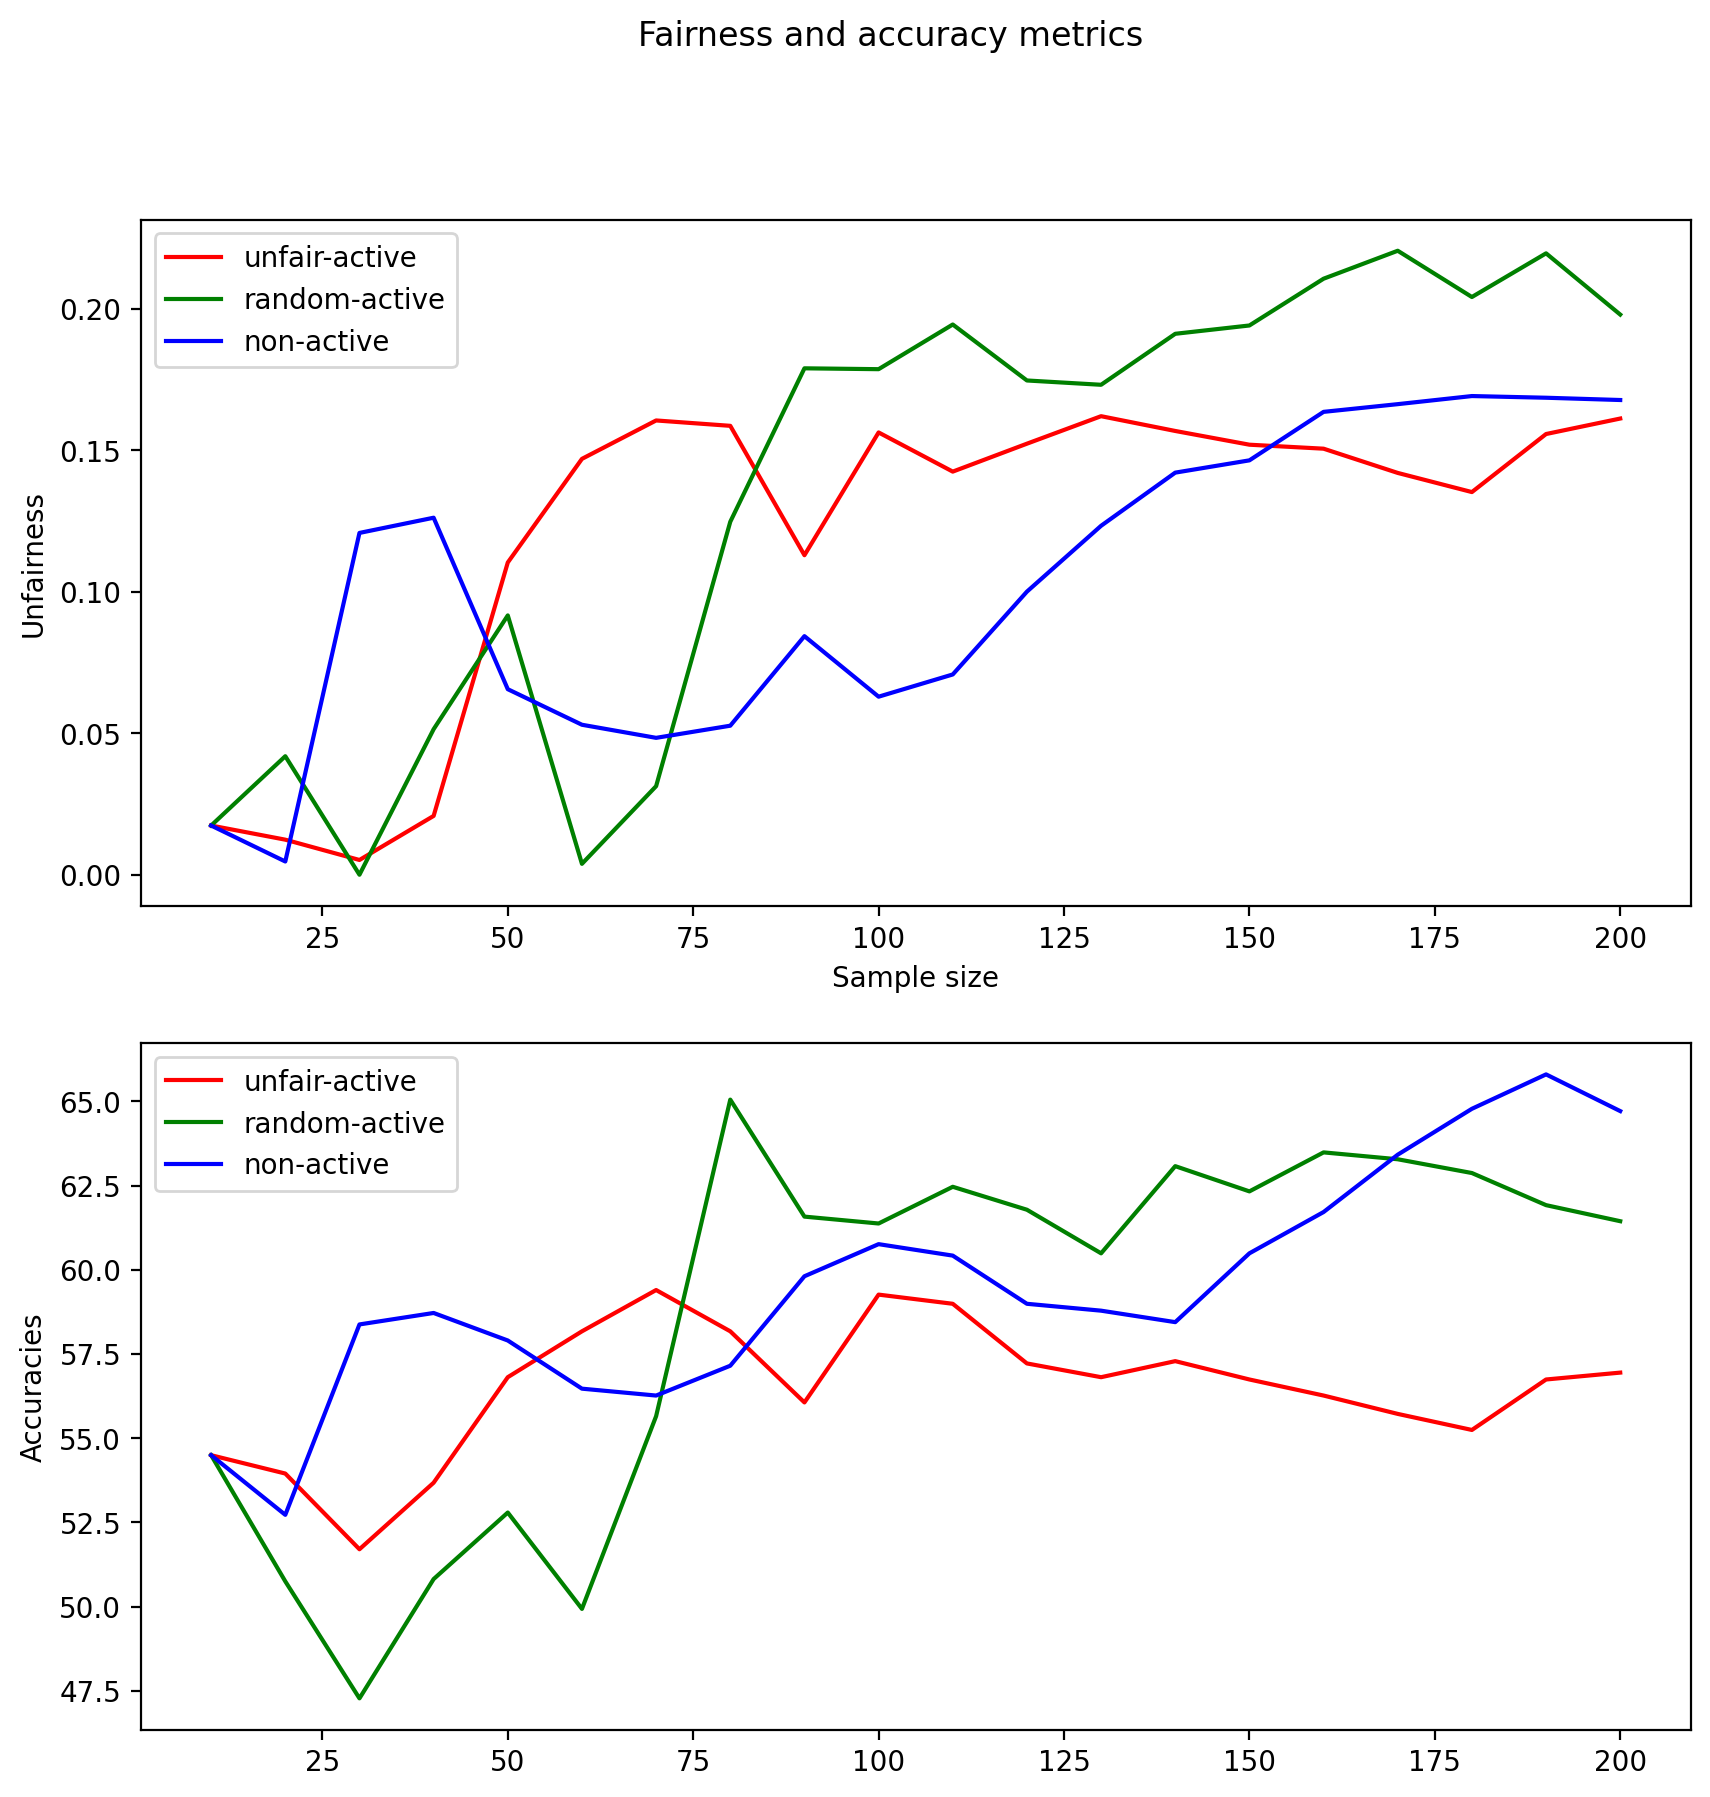 Fairness and accuracy metrics
unfair-active
random-active
non-active
0.20
0.15
0.10
0.05
0.00
Unfairness
25 50 75 100 125 150 175 200
Sample size
unfair-active
random-active
non-active
65.0
62.5
60.0
57.5
55.0
52.5
50.0
47.5
Accuracies
25 50 75 100 125 150 175 200